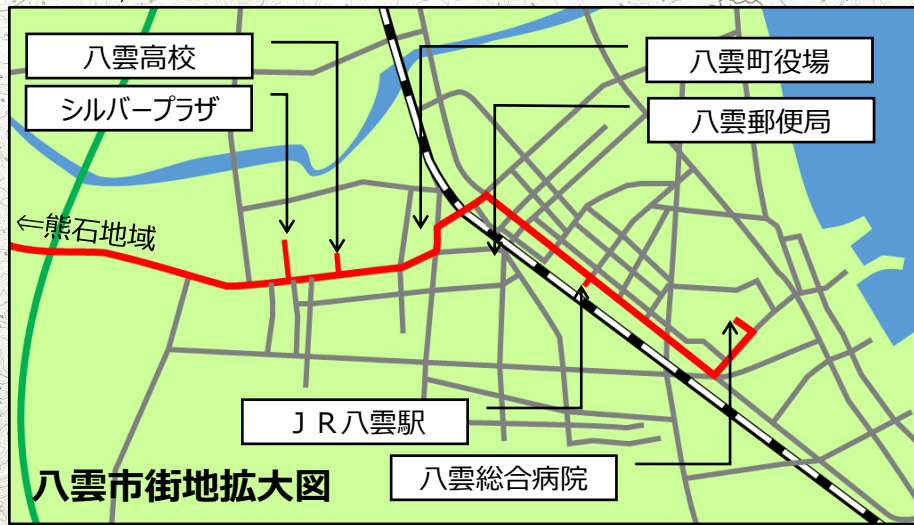 八雲高校
八雲町役場
シルバープラザ
八雲郵便局
⇐熊石地域
ＪＲ八雲駅
八雲総合病院
八雲市街地拡大図